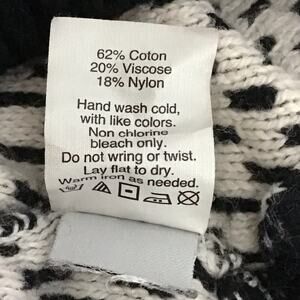 62% Coton
20% Viscose
18% Nylon
Hand wash cold,
with like colors.
Non chlorine
bleach only.
Do not wring or twist.
Lay flat to dry.
Warm iron as needed.